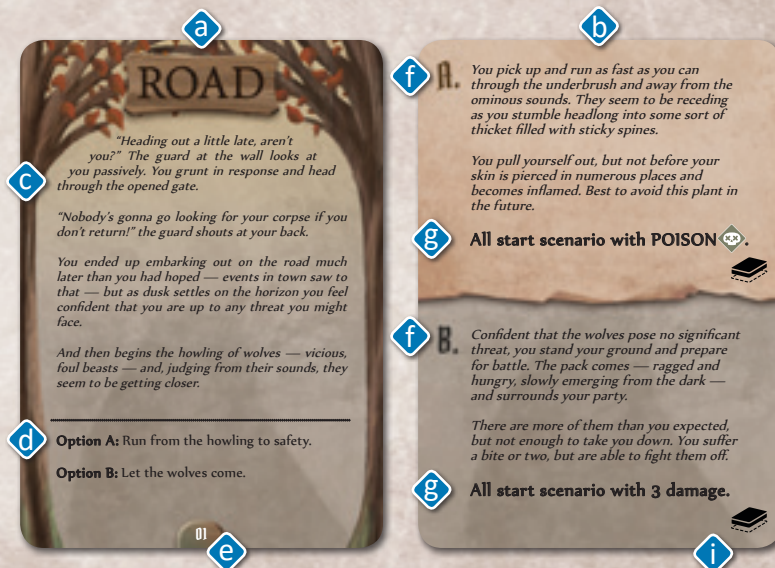 a
b
ROAD
"Heading out a little late, aren't
you?" The guard at the wall looks at
you passively. You grunt in response and head
through the opened gate.
"Nobody's gonna go looking for your corpse if you
don't return!" the guard shouts at your back.
You ended up embarking out on the road much
later than you had hoped — events in town saw to
that — but as dusk settles on the horizon you feel
confident that you are up to any threat you might
face.
And then begins the howling of wolves — vicious,
foul beasts — and, judging from their sounds, they
seem to be getting closer.
c
d
Option A: Run from the howling to safety.
Option B: Let the wolves come.
01
e
f
A.
You pick up and run as fast as you can
through the underbrush and away from the
ominous sounds. They seem to be receding
as you stumble headlong into some sort of
thicket filled with sticky spines.
You pull yourself out, but not before your
skin is pierced in numerous places and
becomes inflamed. Best to avoid this plant in
the future.
g
All start scenario with POISON .
f
B.
Confident that the wolves pose no significant
threat, you stand your ground and prepare
for battle. The pack comes — ragged and
hungry, slowly emerging from the dark —
and surrounds your party.
There are more of them than you expected,
but not enough to take you down. You suffer
a bite or two, but are able to fight them off.
g
All start scenario with 3 damage.
i